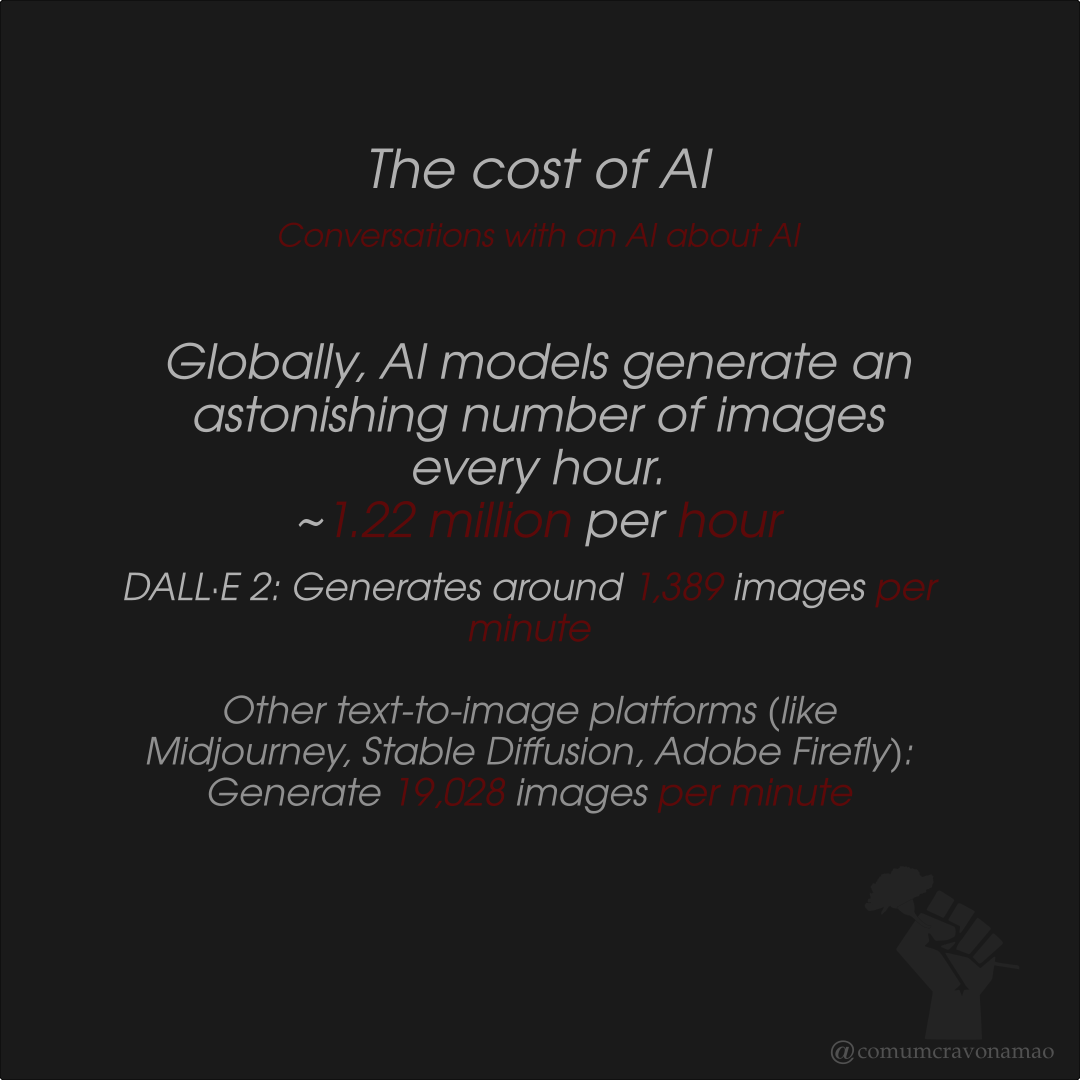 The cost of AI
Conversations with an AI about AI
Globally, AI models generate an
astonishing number of images
every hour.
~1.22 million per hour
DALL·E 2: Generates around 1,389 images per
minute
Other text-to-image platforms (like
Midjourney, Stable Diffusion, Adobe Firefly):
Generate 19,028 images per minute
@comumcravonamao